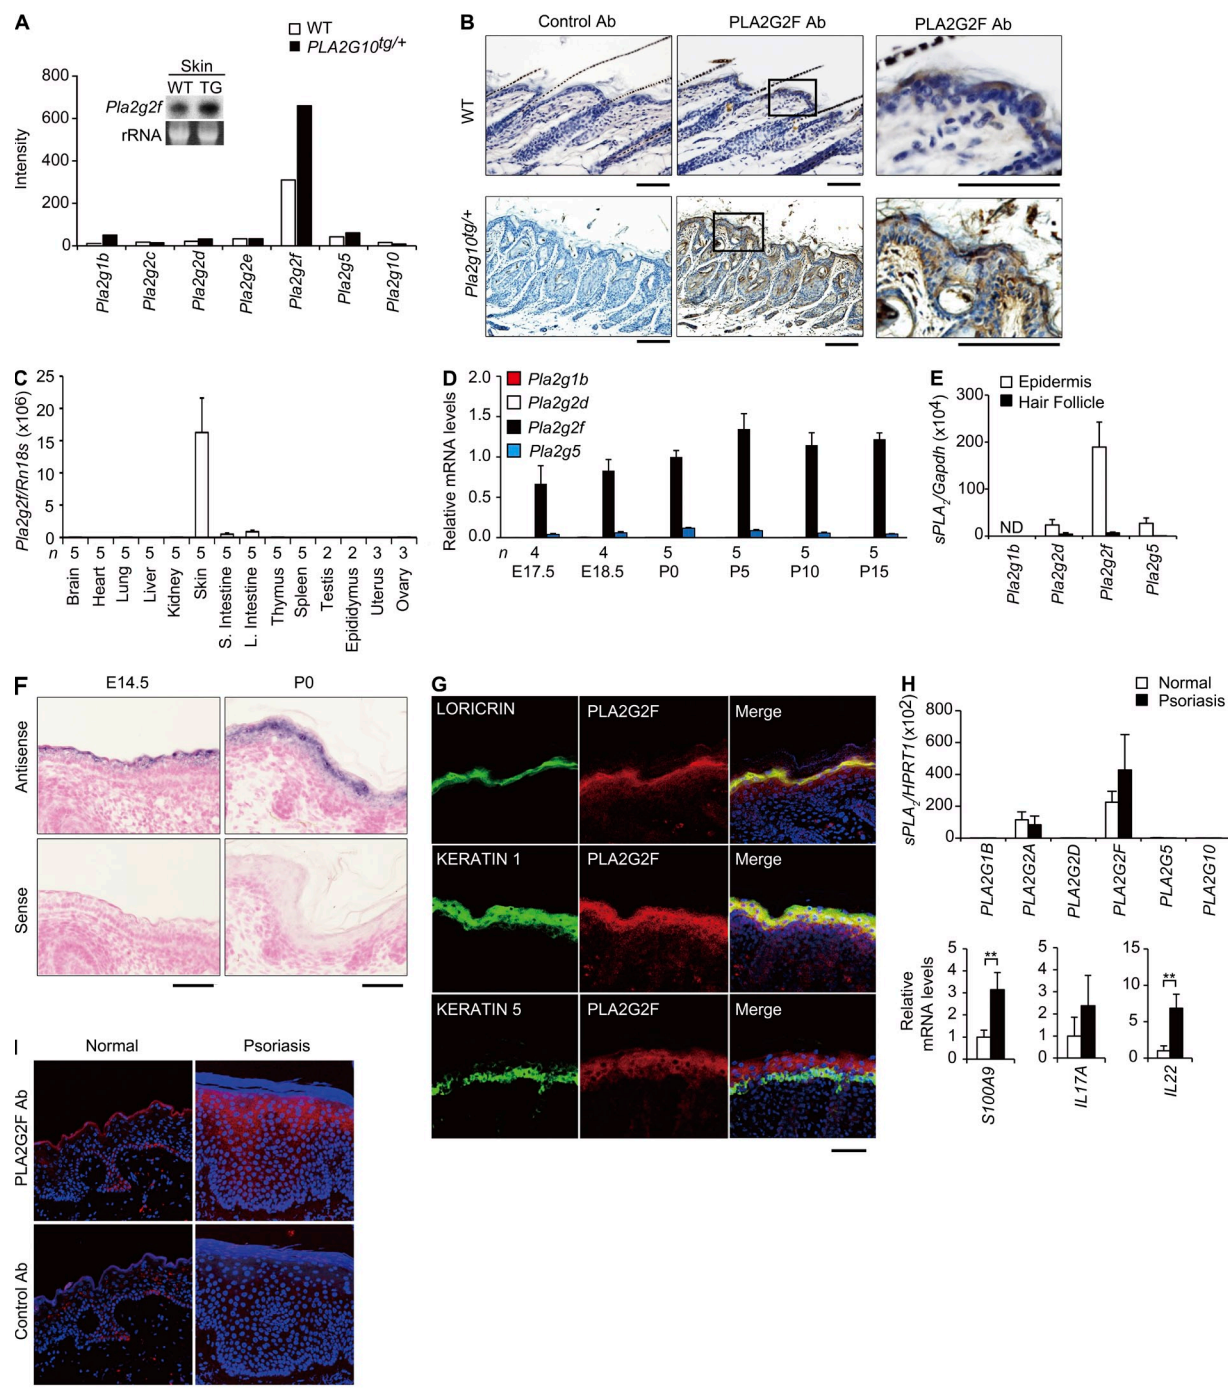 A
WT
PLA2G10tg/+
Skin
WT TG
Pla2g2f
rRNA
Intensity
800
600
400
200
0
Pla2g1b
Pla2g2c
Pla2g2d
Pla2g2e
Pla2g2f
Pla2g5
Pla2g10
B
Control Ab
PLA2G2F Ab
PLA2G2F Ab
WT
Pla2g10tg/+
C
Pla2g2f/Rn18s (x106)
25
20
15
10
5
0
n 5 5 5 5 5 5 5 5 5 5 2 2 3 3
Brain
Heart
Lung
Liver
Kidney
Skin
S. Intestine
L. Intestine
Thymus
Spleen
Testis
Epididymus
Uterus
Ovary
D
Relative mRNA levels
2.0
1.5
1.0
0.5
0.0
Pla2g1b
Pla2g2d
Pla2g2f
Pla2g5
n 4 4 5 5 5 5
E17.5 E18.5 P0 P5 P10 P15
E
Epidermis
Hair Follicle
sPLA2/Gapdh (x104)
300
200
100
0
ND
Pla2g1b
Pla2g2d
Pla2g2f
Pla2g5
F
E14.5
P0
Antisense
Sense
G
LORICRIN
PLA2G2F
Merge
KERATIN 1
PLA2G2F
Merge
KERATIN 5
PLA2G2F
Merge
H
Normal
Psoriasis
sPLA2/HPRT1 (x102)
800
600
400
200
0
PLA2G1B
PLA2G2A
PLA2G2D
PLA2G2F
PLA2G5
PLA2G10
Relative
mRNA levels
5
4
3
2
1
0
**
S100A9
5
4
3
2
1
0
IL17A
15
10
5
0
**
IL22
I
Normal
Psoriasis
PLA2G2F Ab
Control Ab